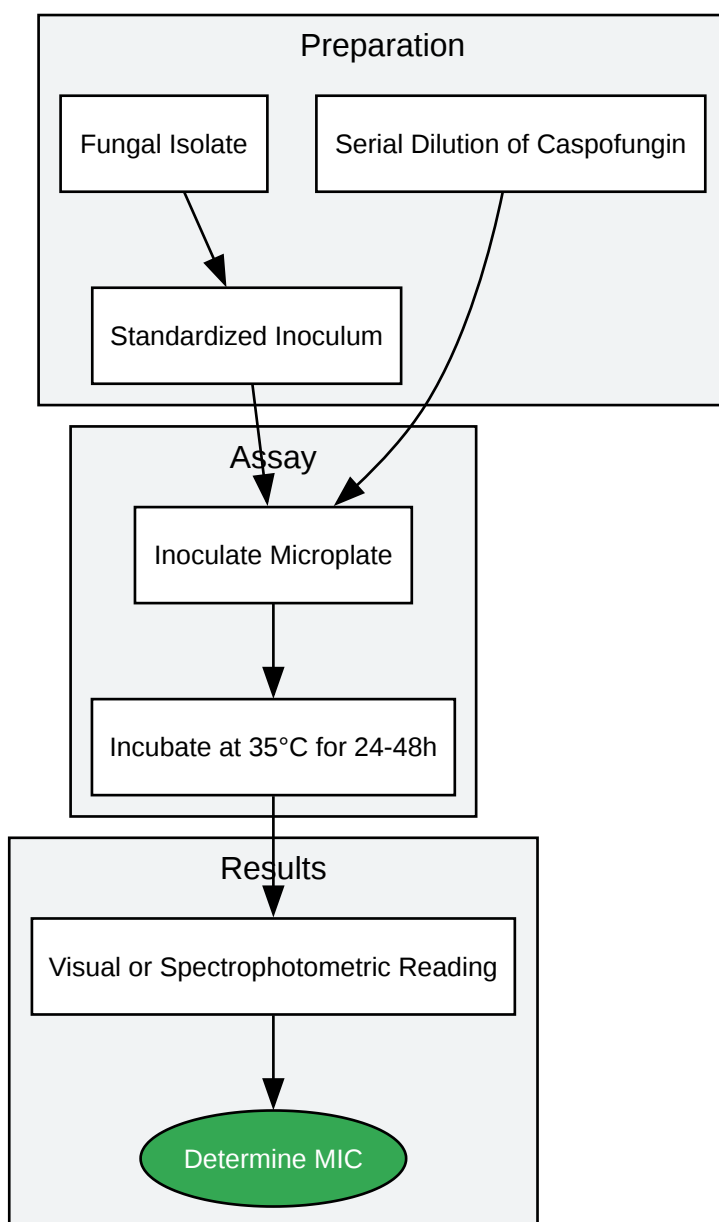 Preparation
Fungal Isolate
Serial Dilution of Caspofungin
Standardized Inoculum
Assay
Inoculate Microplate
Incubate at 35°C for 24-48h
Results
Visual or Spectrophotometric Reading
Determine MIC